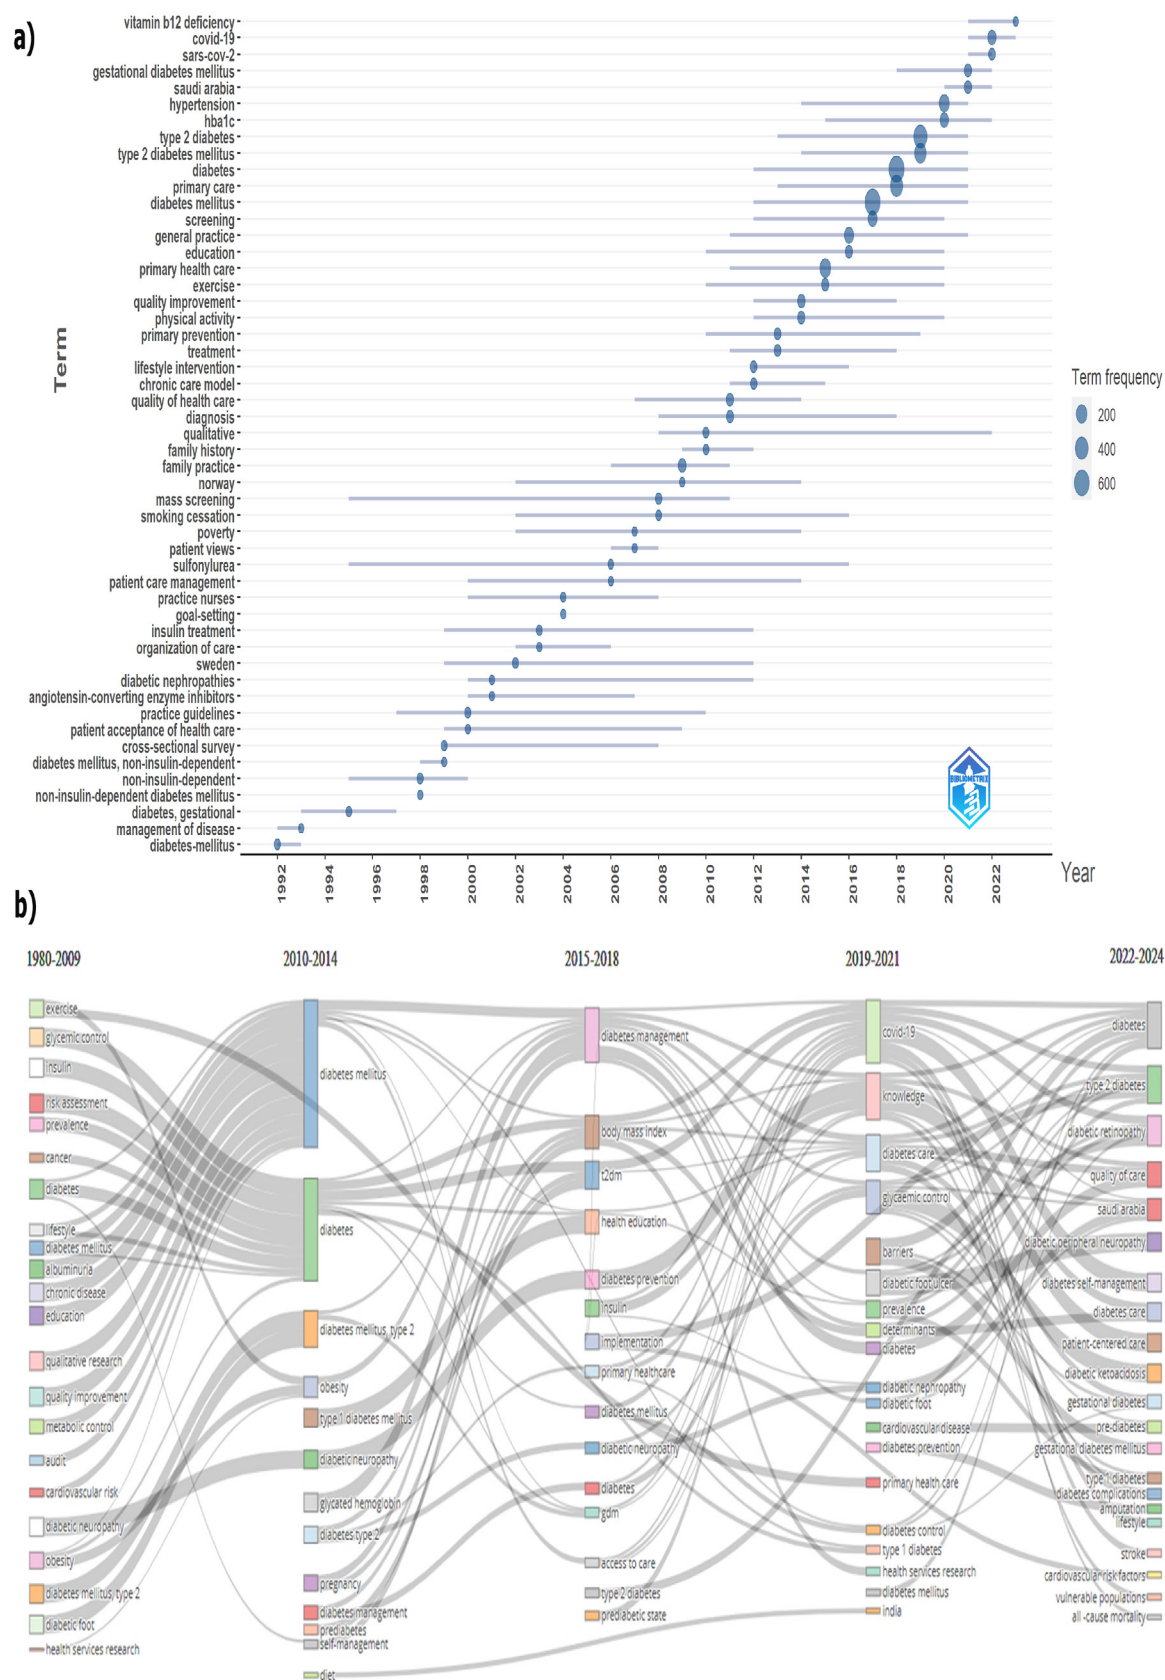 a)
vitamin b12 deficiency
covid-19
sars-cov-2
gestational diabetes mellitus
saudi arabia
hypertension
hba1c
type 2 diabetes
type 2 diabetes mellitus
diabetes
primary care
diabetes mellitus
screening
general practice
education
primary health care
exercise
quality improvement
physical activity
primary prevention
treatment
lifestyle intervention
chronic care model
quality of health care
diagnosis
qualitative
family history
family practice
norway
mass screening
smoking cessation
poverty
patient views
sulfonylurea
patient care management
practice nurses
goal-setting
insulin treatment
organization of care
sweden
diabetic nephropathies
angiotensin-converting enzyme inhibitors
practice guidelines
patient acceptance of health care
cross-sectional survey
diabetes mellitus, non-insulin-dependent
non-insulin-dependent
non-insulin-dependent diabetes mellitus
diabetes, gestational
management of disease
diabetes-mellitus
Term
Term frequency
200
400
600
BIBLIOMETRIX
1992
1994
1996
1998
2000
2002
2004
2006
2008
2010
2012
2014
2016
2018
2020
2022
Year
b)
1980-2009
exercise
glycemic control
insulin
risk assessment
prevalence
cancer
diabetes
lifestyle
diabetes mellitus
albuminuria
chronic disease
education
qualitative research
quality improvement
metabolic control
audit
cardiovascular risk
diabetic neuropathy
obesity
diabetes mellitus, type 2
diabetic foot
health services research
2010-2014
diabetes mellitus
diabetes
diabetes mellitus, type 2
obesity
type 1 diabetes mellitus
diabetic neuropathy
glycated hemoglobin
diabetes type 2
pregnancy
diabetes management
prediabetes
self-management
diet
2015-2018
diabetes management
body mass index
t2dm
health education
diabetes prevention
insulin
implementation
primary healthcare
diabetes mellitus
diabetic neuropathy
diabetes
gdm
access to care
type 2 diabetes
prediabetic state
2019-2021
covid-19
knowledge
diabetes care
glycaemic control
barriers
diabetic foot ulcer
prevalence
determinants
diabetes
diabetic nephropathy
diabetic foot
cardiovascular disease
diabetes prevention
primary health care
diabetes control
type 1 diabetes
health services research
diabetes mellitus
india
2022-2024
diabetes
type 2 diabetes
diabetic retinopathy
quality of care
saudi arabia
diabetic peripheral neuropathy
diabetes self-management
diabetes care
patient-centered care
diabetic ketoacidosis
gestational diabetes
pre-diabetes
gestational diabetes mellitus
type 1 diabetes
diabetes complications
amputation
lifestyle
stroke
cardiovascular risk factors
vulnerable populations
all -cause mortality